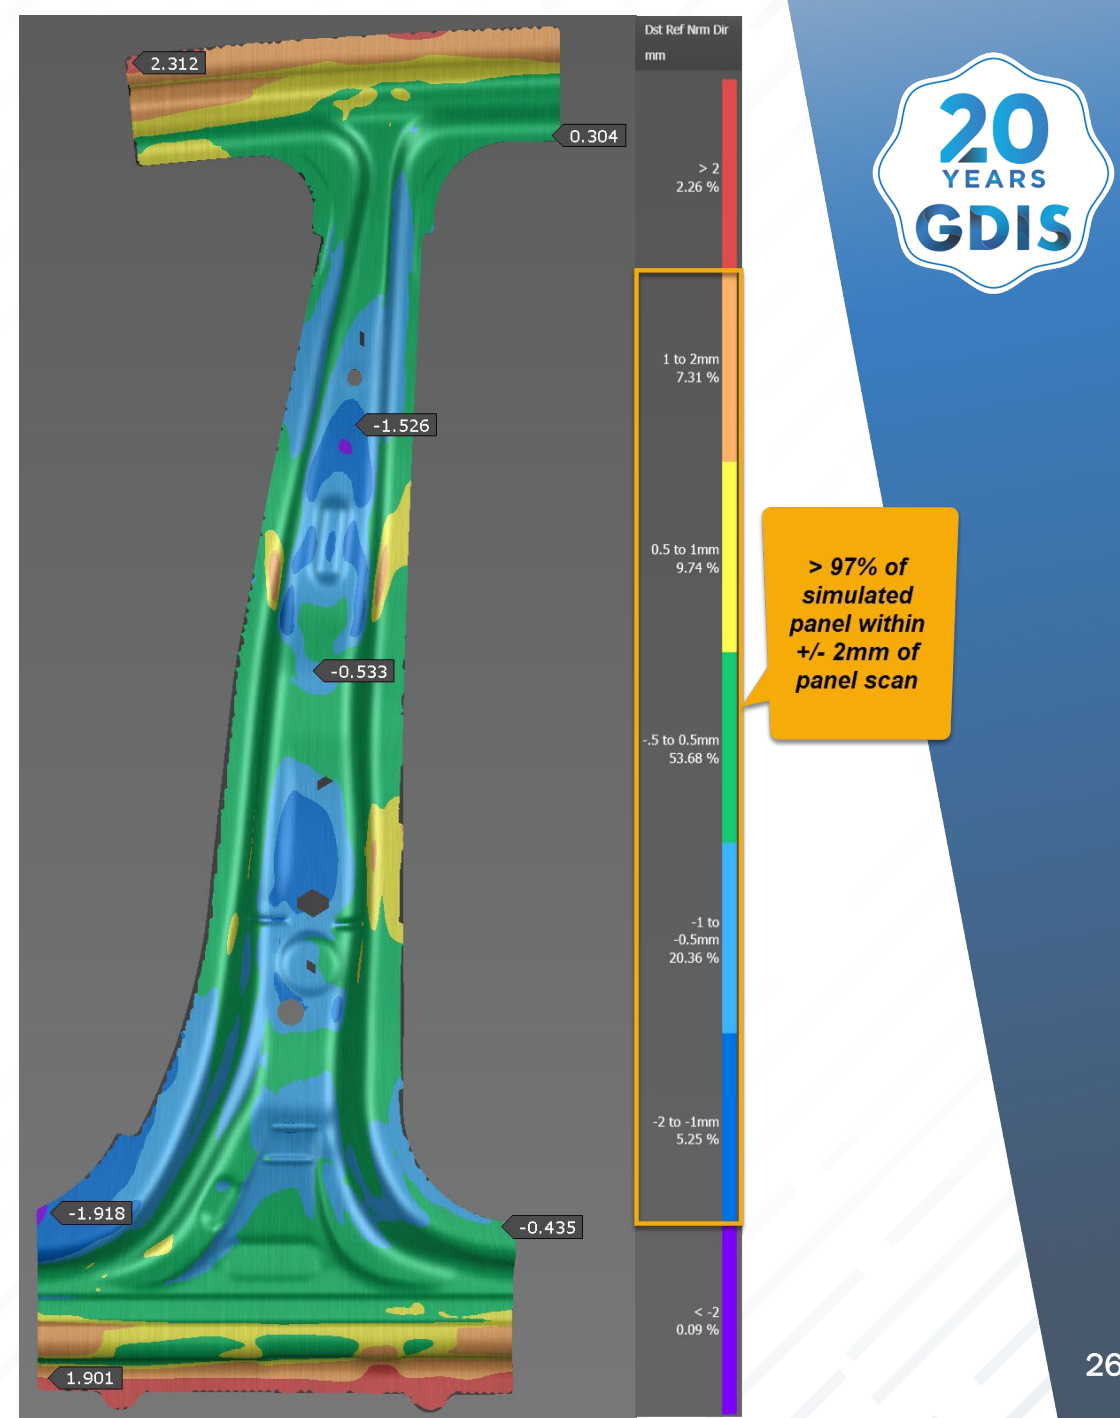 Dst Ref Nrm Dir
mm
2.312
0.304
> 2
2.26 %
1 to 2mm
7.31 %
-1.526
0.5 to 1mm
9.74 %
-0.533
-.5 to 0.5mm
53.68 %
-1 to
-0.5mm
20.36 %
-2 to -1mm
5.25 %
-1.918
-0.435
< -2
0.09 %
1.901
20
YEARS
GDIS
> 97% of
simulated
panel within
+/- 2mm of
panel scan
26